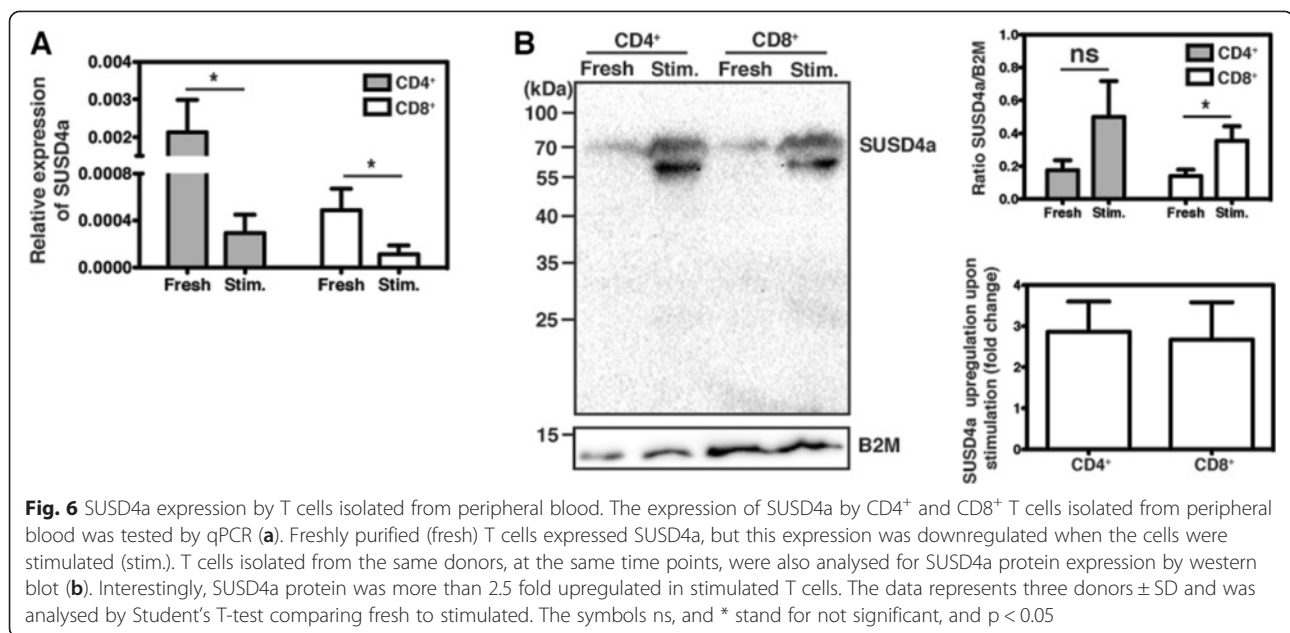 A
B
0.004
0.003
0.002
0.0008
0.0004
0.0000
Relative expression
of SUSD4a
*
*
CD4⁺
CD8⁺
Fresh Stim. Fresh Stim.
CD4⁺ CD8⁺
Fresh Stim. Fresh Stim.
(kDa)
100
70
55
40
35
25
15
SUSD4a
B2M
1.0
0.8
0.6
0.4
0.2
0.0
Ratio SUSD4a/B2M
ns
*
CD4⁺
CD8⁺
Fresh Stim. Fresh Stim.
4
3
2
1
0
SUSD4a upregulation upon
stimulation (fold change)
CD4⁺ CD8⁺
Fig. 6 SUSD4a expression by T cells isolated from peripheral blood. The expression of SUSD4a by CD4⁺ and CD8⁺ T cells isolated from peripheral
blood was tested by qPCR (a). Freshly purified (fresh) T cells expressed SUSD4a, but this expression was downregulated when the cells were
stimulated (stim.). T cells isolated from the same donors, at the same time points, were also analysed for SUSD4a protein expression by western
blot (b). Interestingly, SUSD4a protein was more than 2.5 fold upregulated in stimulated T cells. The data represents three donors ± SD and was
analysed by Student's T-test comparing fresh to stimulated. The symbols ns, and * stand for not significant, and p < 0.05